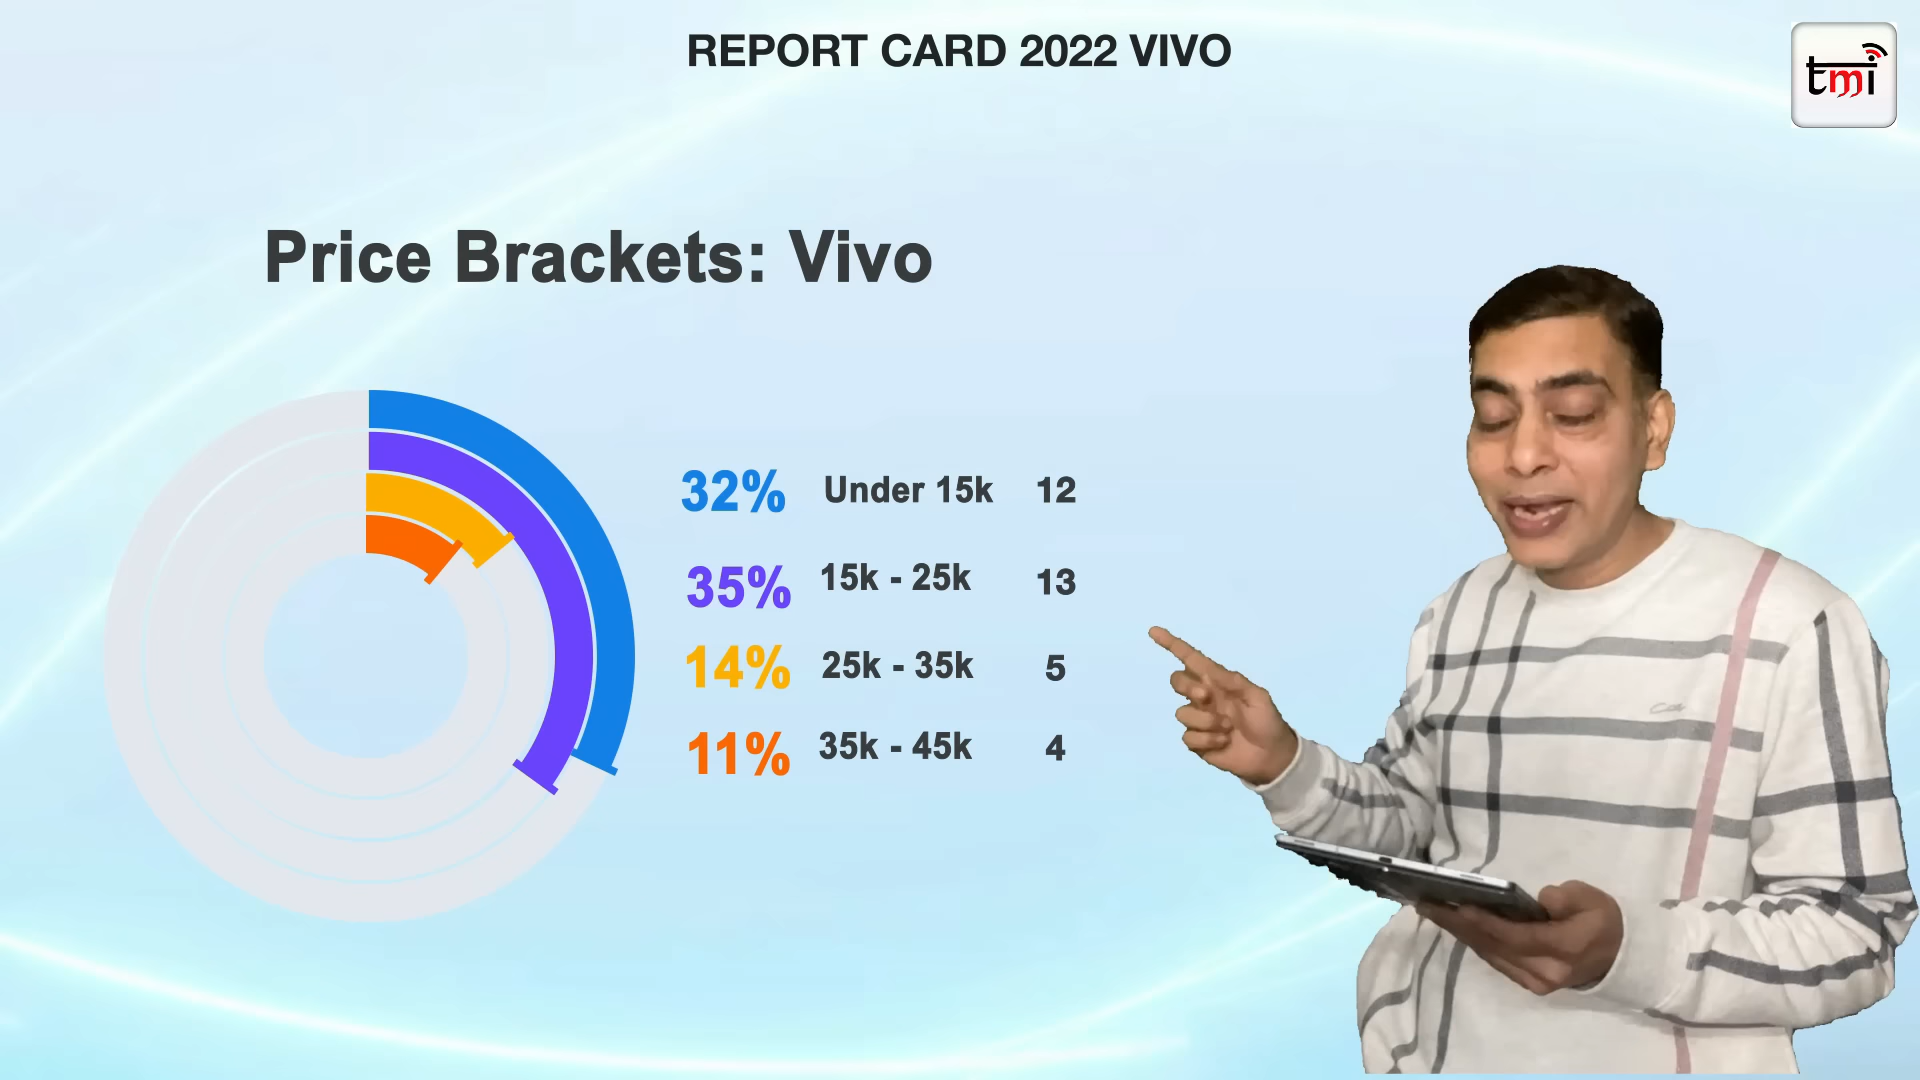 REPORT CARD 2022 VIVO
tmi
Price Brackets: Vivo
32% Under 15k 12
35% 15k - 25k 13
14% 25k - 35k 5
11% 35k - 45k 4